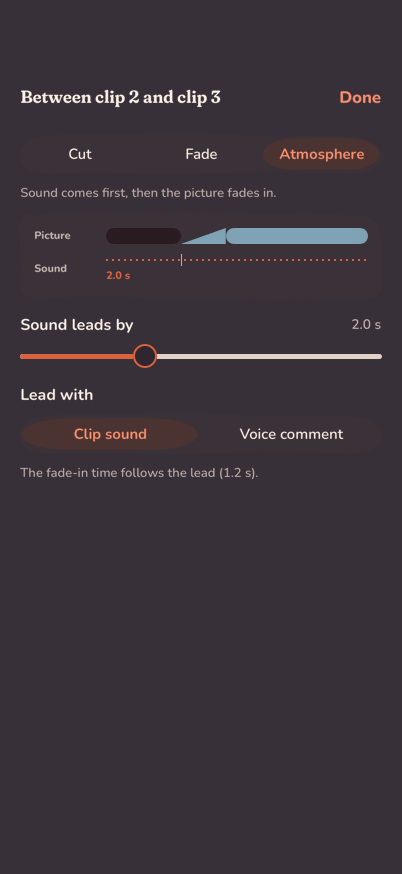 Between clip 2 and clip 3 Done
Cut Fade Atmosphere
Sound comes first, then the picture fades in.
Picture
Sound
2.0 s
Sound leads by 2.0 s
Lead with
Clip sound Voice comment
The fade-in time follows the lead (1.2 s).